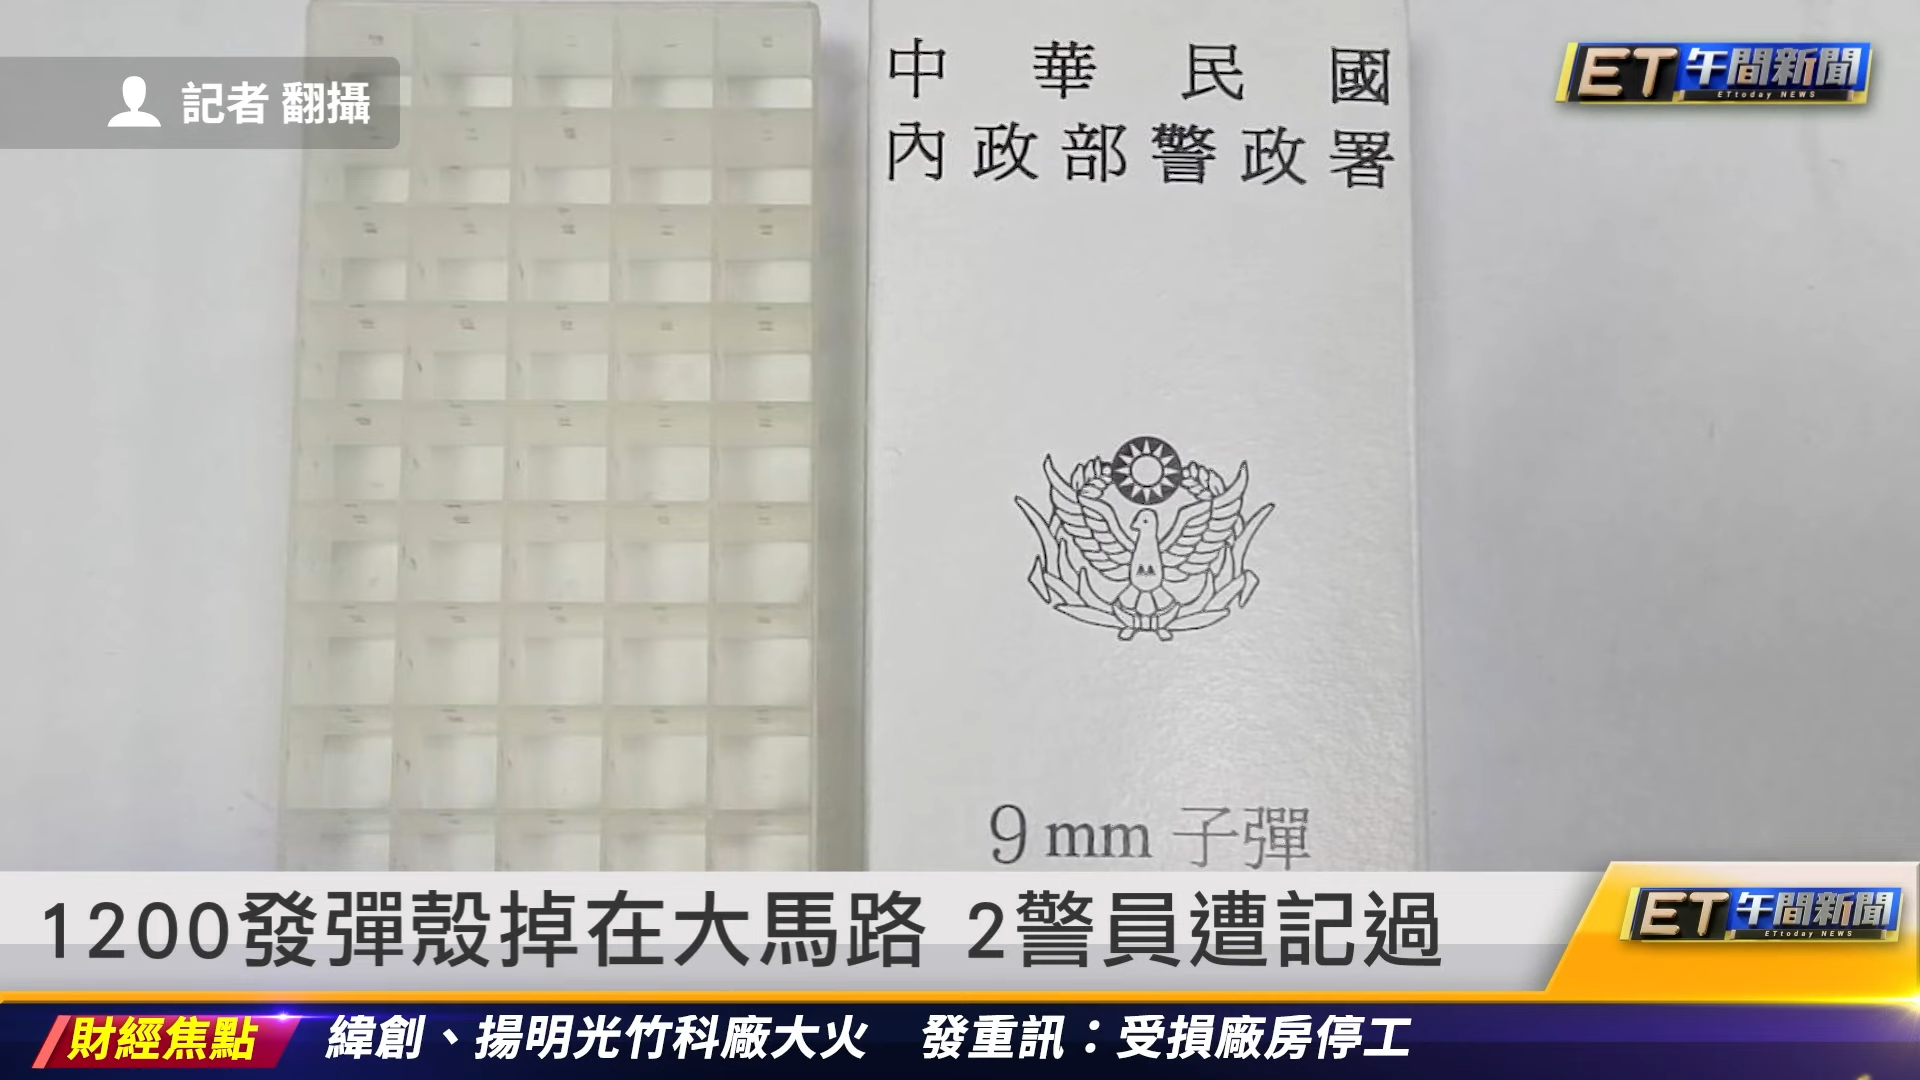 記者 翻攝
中華民國
內政部警政署
9mm 子彈
ET午間新聞
ETtoday NEWS
1200發彈殼掉在大馬路 2警員遭記過
ET午間新聞
ETtoday NEWS
財經焦點 緯創、揚明光竹科廠大火 發重訊：受損廠房停工